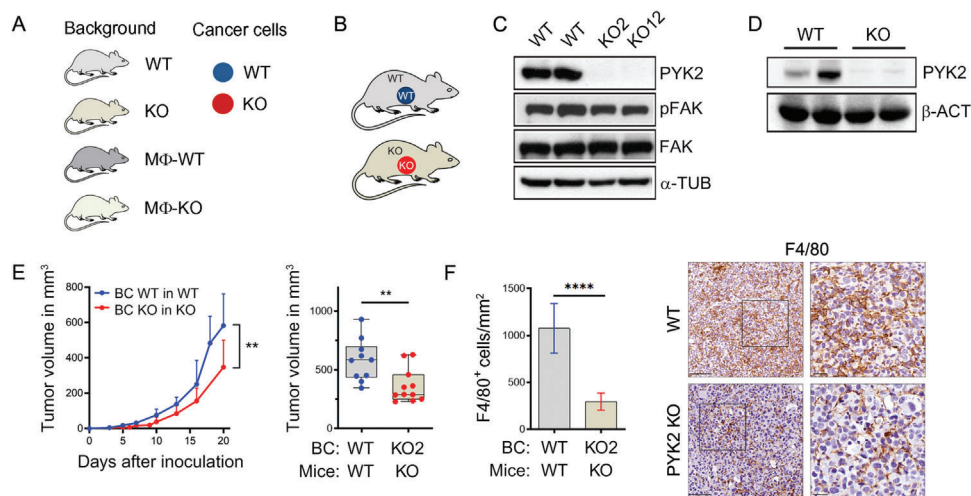 A
Background
Cancer cells
WT
KO
MΦ-WT
MΦ-KO
WT
KO
B
WT
WT
KO
KO
C
WT WT KO2 KO12
PYK2
pFAK
FAK
α-TUB
D
WT KO
PYK2
β-ACT
E
Tumor volume in mm³
800
600
400
200
0
BC WT in WT
BC KO in KO
**
0 5 10 15 20
Days after inoculation
Tumor volume in mm³
1000
500
0
**
BC: WT KO2
Mice: WT KO
F
F4/80⁺ cells/mm²
1500
1000
500
0
****
BC: WT KO2
Mice: WT KO
F4/80
WT
PYK2 KO